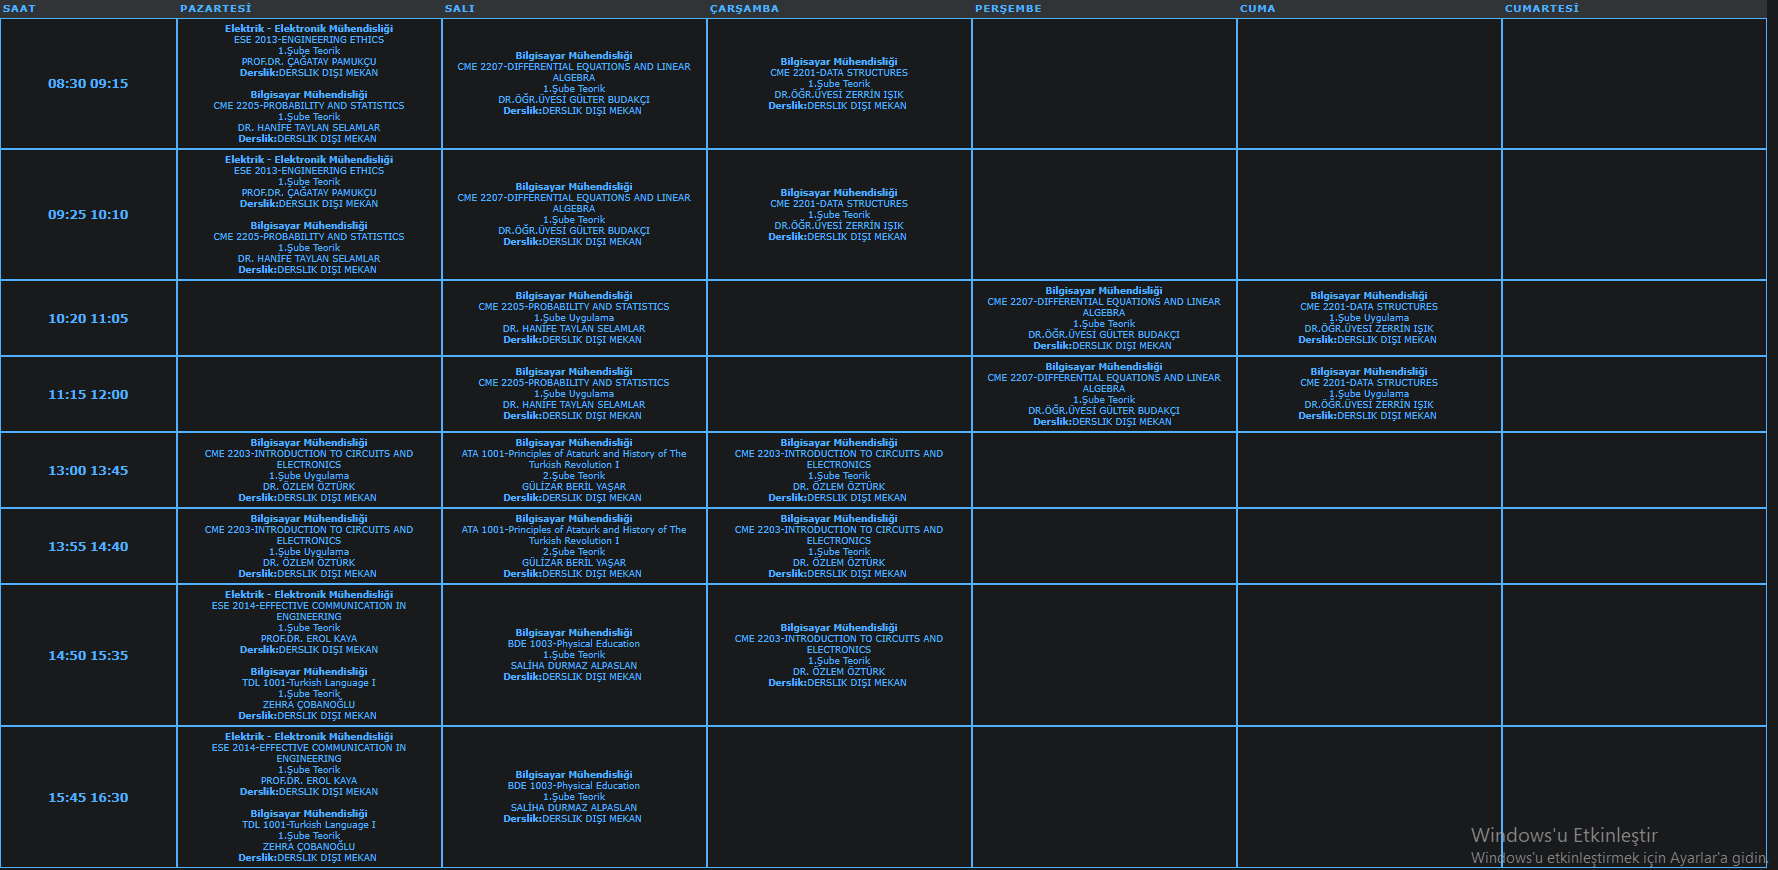 SAAT PAZARTESİ SALI ÇARŞAMBA PERŞEMBE CUMA CUMARTESİ
08:30 09:15
Elektrik - Elektronik Mühendisliği
ESE 2013-ENGINEERING ETHICS
1.Şube Teorik
PROF.DR. ÇAĞATAY PAMUKÇU
Derslik:DERSLIK DIŞI MEKAN
Bilgisayar Mühendisliği
CME 2205-PROBABILITY AND STATISTICS
1.Şube Teorik
DR. HANİFE TAYLAN SELAMLAR
Derslik:DERSLIK DIŞI MEKAN
Bilgisayar Mühendisliği
CME 2207-DIFFERENTIAL EQUATIONS AND LINEAR
ALGEBRA
1.Şube Teorik
DR.ÖĞR.ÜYESİ GÜLTER BUDAKÇI
Derslik:DERSLIK DIŞI MEKAN
Bilgisayar Mühendisliği
CME 2201-DATA STRUCTURES
1.Şube Teorik
DR.ÖĞR.ÜYESİ ZERRİN IŞIK
Derslik:DERSLIK DIŞI MEKAN
09:25 10:10
Elektrik - Elektronik Mühendisliği
ESE 2013-ENGINEERING ETHICS
1.Şube Teorik
PROF.DR. ÇAĞATAY PAMUKÇU
Derslik:DERSLIK DIŞI MEKAN
Bilgisayar Mühendisliği
CME 2205-PROBABILITY AND STATISTICS
1.Şube Teorik
DR. HANİFE TAYLAN SELAMLAR
Derslik:DERSLIK DIŞI MEKAN
Bilgisayar Mühendisliği
CME 2207-DIFFERENTIAL EQUATIONS AND LINEAR
ALGEBRA
1.Şube Teorik
DR.ÖĞR.ÜYESİ GÜLTER BUDAKÇI
Derslik:DERSLIK DIŞI MEKAN
Bilgisayar Mühendisliği
CME 2201-DATA STRUCTURES
1.Şube Teorik
DR.ÖĞR.ÜYESİ ZERRİN IŞIK
Derslik:DERSLIK DIŞI MEKAN
10:20 11:05
Bilgisayar Mühendisliği
CME 2205-PROBABILITY AND STATISTICS
1.Şube Uygulama
DR. HANİFE TAYLAN SELAMLAR
Derslik:DERSLIK DIŞI MEKAN
Bilgisayar Mühendisliği
CME 2207-DIFFERENTIAL EQUATIONS AND LINEAR
ALGEBRA
1.Şube Teorik
DR.ÖĞR.ÜYESİ GÜLTER BUDAKÇI
Derslik:DERSLIK DIŞI MEKAN
Bilgisayar Mühendisliği
CME 2201-DATA STRUCTURES
1.Şube Uygulama
DR.ÖĞR.ÜYESİ ZERRİN IŞIK
Derslik:DERSLIK DIŞI MEKAN
11:15 12:00
Bilgisayar Mühendisliği
CME 2205-PROBABILITY AND STATISTICS
1.Şube Uygulama
DR. HANİFE TAYLAN SELAMLAR
Derslik:DERSLIK DIŞI MEKAN
Bilgisayar Mühendisliği
CME 2207-DIFFERENTIAL EQUATIONS AND LINEAR
ALGEBRA
1.Şube Teorik
DR.ÖĞR.ÜYESİ GÜLTER BUDAKÇI
Derslik:DERSLIK DIŞI MEKAN
Bilgisayar Mühendisliği
CME 2201-DATA STRUCTURES
1.Şube Uygulama
DR.ÖĞR.ÜYESİ ZERRİN IŞIK
Derslik:DERSLIK DIŞI MEKAN
13:00 13:45
Bilgisayar Mühendisliği
CME 2203-INTRODUCTION TO CIRCUITS AND
ELECTRONICS
1.Şube Uygulama
DR. ÖZLEM ÖZTÜRK
Derslik:DERSLIK DIŞI MEKAN
Bilgisayar Mühendisliği
ATA 1001-Principles of Ataturk and History of The
Turkish Revolution I
2.Şube Teorik
GÜLİZAR BERİL YAŞAR
Derslik:DERSLIK DIŞI MEKAN
Bilgisayar Mühendisliği
CME 2203-INTRODUCTION TO CIRCUITS AND
ELECTRONICS
1.Şube Teorik
DR. ÖZLEM ÖZTÜRK
Derslik:DERSLIK DIŞI MEKAN
13:55 14:40
Bilgisayar Mühendisliği
CME 2203-INTRODUCTION TO CIRCUITS AND
ELECTRONICS
1.Şube Uygulama
DR. ÖZLEM ÖZTÜRK
Derslik:DERSLIK DIŞI MEKAN
Bilgisayar Mühendisliği
ATA 1001-Principles of Ataturk and History of The
Turkish Revolution I
2.Şube Teorik
GÜLİZAR BERİL YAŞAR
Derslik:DERSLIK DIŞI MEKAN
Bilgisayar Mühendisliği
CME 2203-INTRODUCTION TO CIRCUITS AND
ELECTRONICS
1.Şube Teorik
DR. ÖZLEM ÖZTÜRK
Derslik:DERSLIK DIŞI MEKAN
14:50 15:35
Elektrik - Elektronik Mühendisliği
ESE 2014-EFFECTIVE COMMUNICATION IN
ENGINEERING
1.Şube Teorik
PROF.DR. EROL KAYA
Derslik:DERSLIK DIŞI MEKAN
Bilgisayar Mühendisliği
TDL 1001-Turkish Language I
1.Şube Teorik
ZEHRA ÇOBANOĞLU
Derslik:DERSLIK DIŞI MEKAN
Bilgisayar Mühendisliği
BDE 1003-Physical Education
1.Şube Teorik
SALİHA DURMAZ ALPASLAN
Derslik:DERSLIK DIŞI MEKAN
Bilgisayar Mühendisliği
CME 2203-INTRODUCTION TO CIRCUITS AND
ELECTRONICS
1.Şube Teorik
DR. ÖZLEM ÖZTÜRK
Derslik:DERSLIK DIŞI MEKAN
15:45 16:30
Elektrik - Elektronik Mühendisliği
ESE 2014-EFFECTIVE COMMUNICATION IN
ENGINEERING
1.Şube Teorik
PROF.DR. EROL KAYA
Derslik:DERSLIK DIŞI MEKAN
Bilgisayar Mühendisliği
TDL 1001-Turkish Language I
1.Şube Teorik
ZEHRA ÇOBANOĞLU
Derslik:DERSLIK DIŞI MEKAN
Bilgisayar Mühendisliği
BDE 1003-Physical Education
1.Şube Teorik
SALİHA DURMAZ ALPASLAN
Derslik:DERSLIK DIŞI MEKAN
Windows'u Etkinleştir
Windows'u etkinleştirmek için Ayarlar'a gidin.